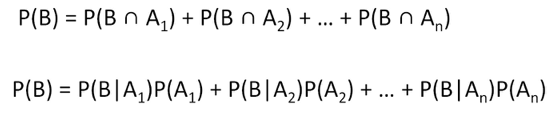 P(B) = P(B ∩ A₁) + P(B ∩ A₂) + ... + P(B ∩ Aₙ)
P(B) = P(B|A₁)P(A₁) + P(B|A₂)P(A₂) + ... + P(B|Aₙ)P(Aₙ)